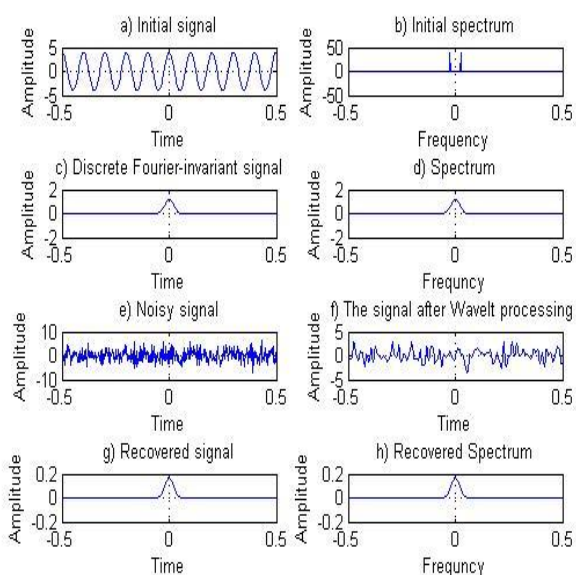 a) Initial signal
Amplitude
5
0
-5
-0.5
0
0.5
Time
b) Initial spectrum
Amplitude
50
0
-50
-0.5
0
0.5
Frequency
c) Discrete Fourier-invariant signal
Amplitude
2
0
-2
-0.5
0
0.5
Time
d) Spectrum
Amplitude
2
0
-2
-0.5
0
0.5
Frequncy
e) Noisy signal
Amplitude
10
0
-10
-0.5
0
0.5
Time
f) The signal after Wavelt processing
Amplitude
5
0
-5
-0.5
0
0.5
Time
g) Recovered signal
Amplitude
0.2
0
-0.2
-0.5
0
0.5
Time
h) Recovered Spectrum
Amplitude
0.2
0
-0.2
-0.5
0
0.5
Frequncy